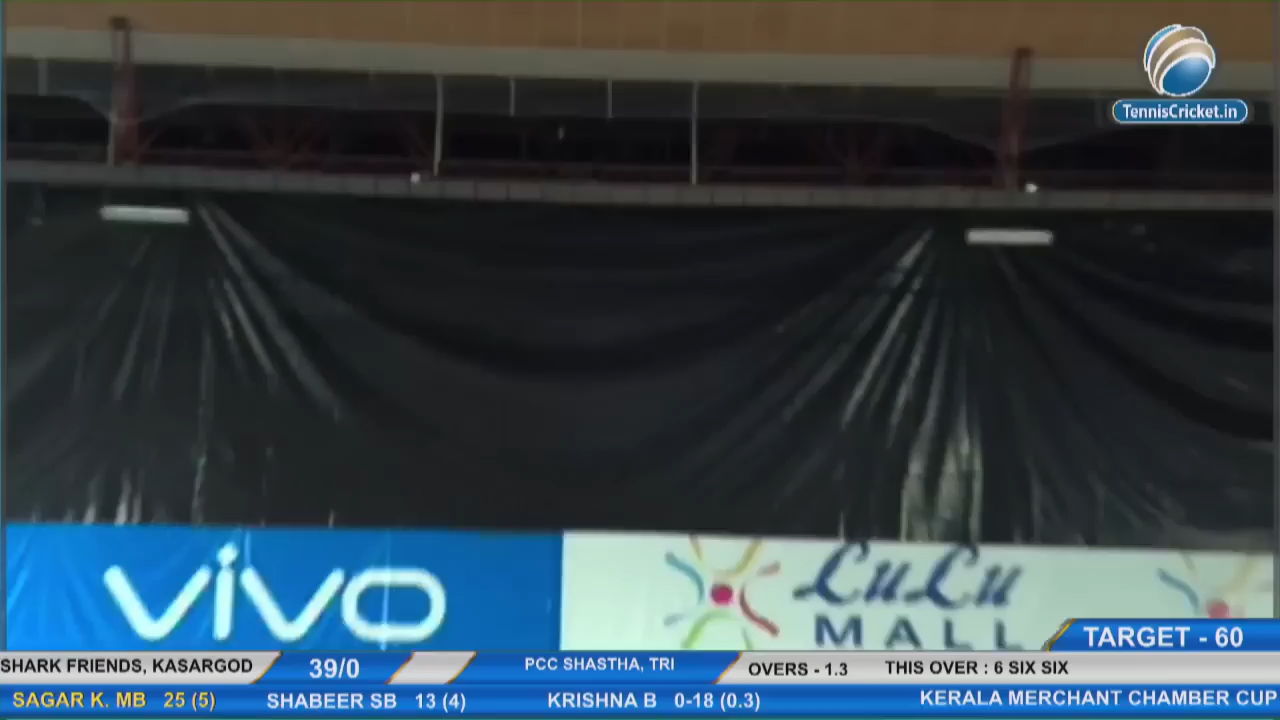 TennisCricket.in
vivo
LuLu
MALL
TARGET - 60
SHARK FRIENDS, KASARGOD 39/0 PCC SHASTHA, TRI OVERS - 1.3 THIS OVER : 6 SIX SIX
SAGAR K. MB 25 (5) SHABEER SB 13 (4) KRISHNA B 0-18 (0.3) KERALA MERCHANT CHAMBER CUP